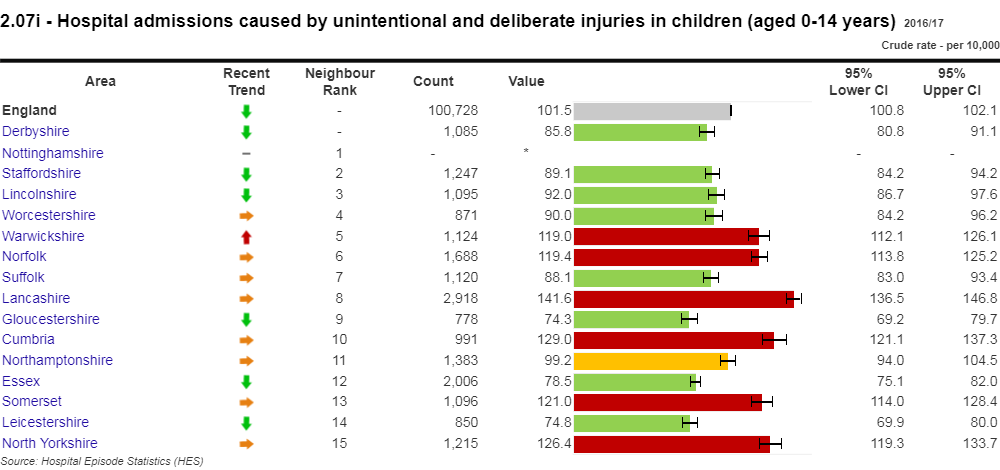 2.07i - Hospital admissions caused by unintentional and deliberate injuries in children (aged 0-14 years) 2016/17
Crude rate - per 10,000
Area Recent Trend Neighbour Rank Count Value 95% Lower CI 95% Upper CI
England - 100,728 101.5 100.8 102.1
Derbyshire - 1,085 85.8 80.8 91.1
Nottinghamshire – 1 - * - -
Staffordshire 2 1,247 89.1 84.2 94.2
Lincolnshire 3 1,095 92.0 86.7 97.6
Worcestershire 4 871 90.0 84.2 96.2
Warwickshire 5 1,124 119.0 112.1 126.1
Norfolk 6 1,688 119.4 113.8 125.2
Suffolk 7 1,120 88.1 83.0 93.4
Lancashire 8 2,918 141.6 136.5 146.8
Gloucestershire 9 778 74.3 69.2 79.7
Cumbria 10 991 129.0 121.1 137.3
Northamptonshire 11 1,383 99.2 94.0 104.5
Essex 12 2,006 78.5 75.1 82.0
Somerset 13 1,096 121.0 114.0 128.4
Leicestershire 14 850 74.8 69.9 80.0
North Yorkshire 15 1,215 126.4 119.3 133.7
Source: Hospital Episode Statistics (HES)